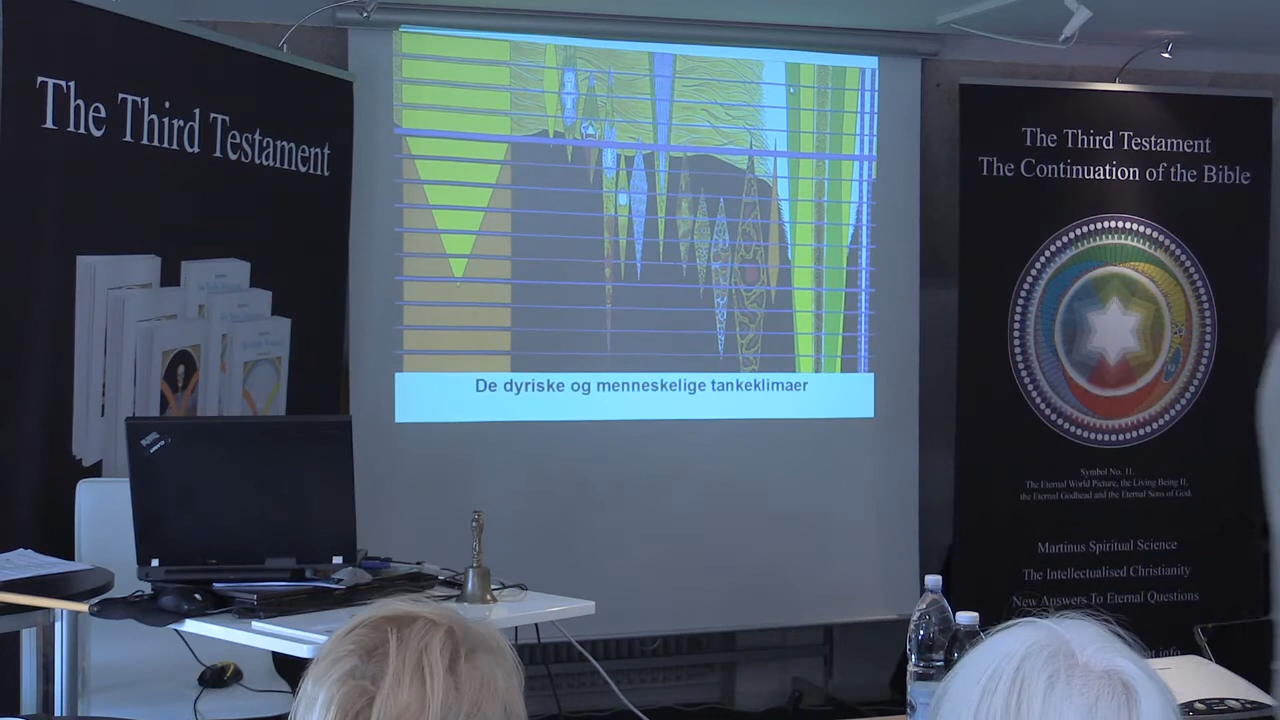 The Third Testament
De dyriske og menneskelige tankeklimaer
The Third Testament
The Continuation of the Bible
Symbol No. 11.
The Eternal World Picture, the Living Being II,
the Eternal Godhead and the Eternal Sons of God.
Martinus Spiritual Science
The Intellectualised Christianity
New Answers To Eternal Questions